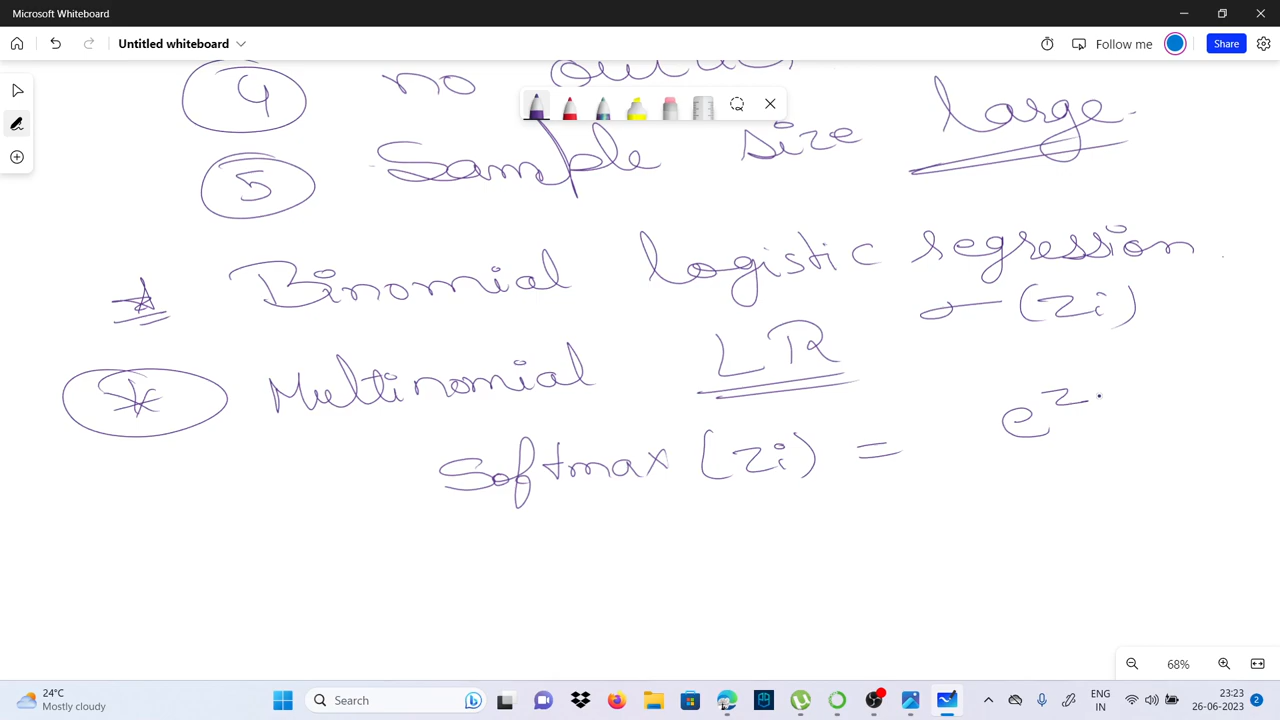 Microsoft Whiteboard
Untitled whiteboard
Follow me
Share
4 no
5 Sample size large
Binomial logistic regression
σ (zi)
Multinomial LR
Softmax (zi) = e^z
68%
24°C
Mostly cloudy
Search
ENG
IN
23:23
26-06-2023
2